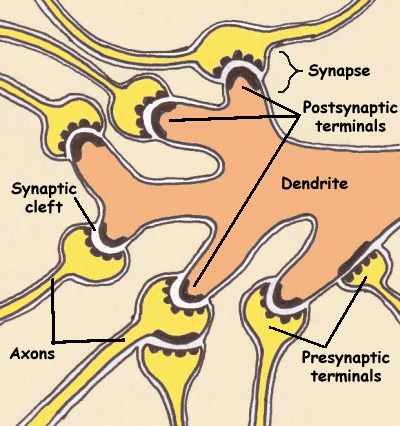 Synapse
Postsynaptic
terminals
Dendrite
Synaptic
cleft
Axons
Presynaptic
terminals